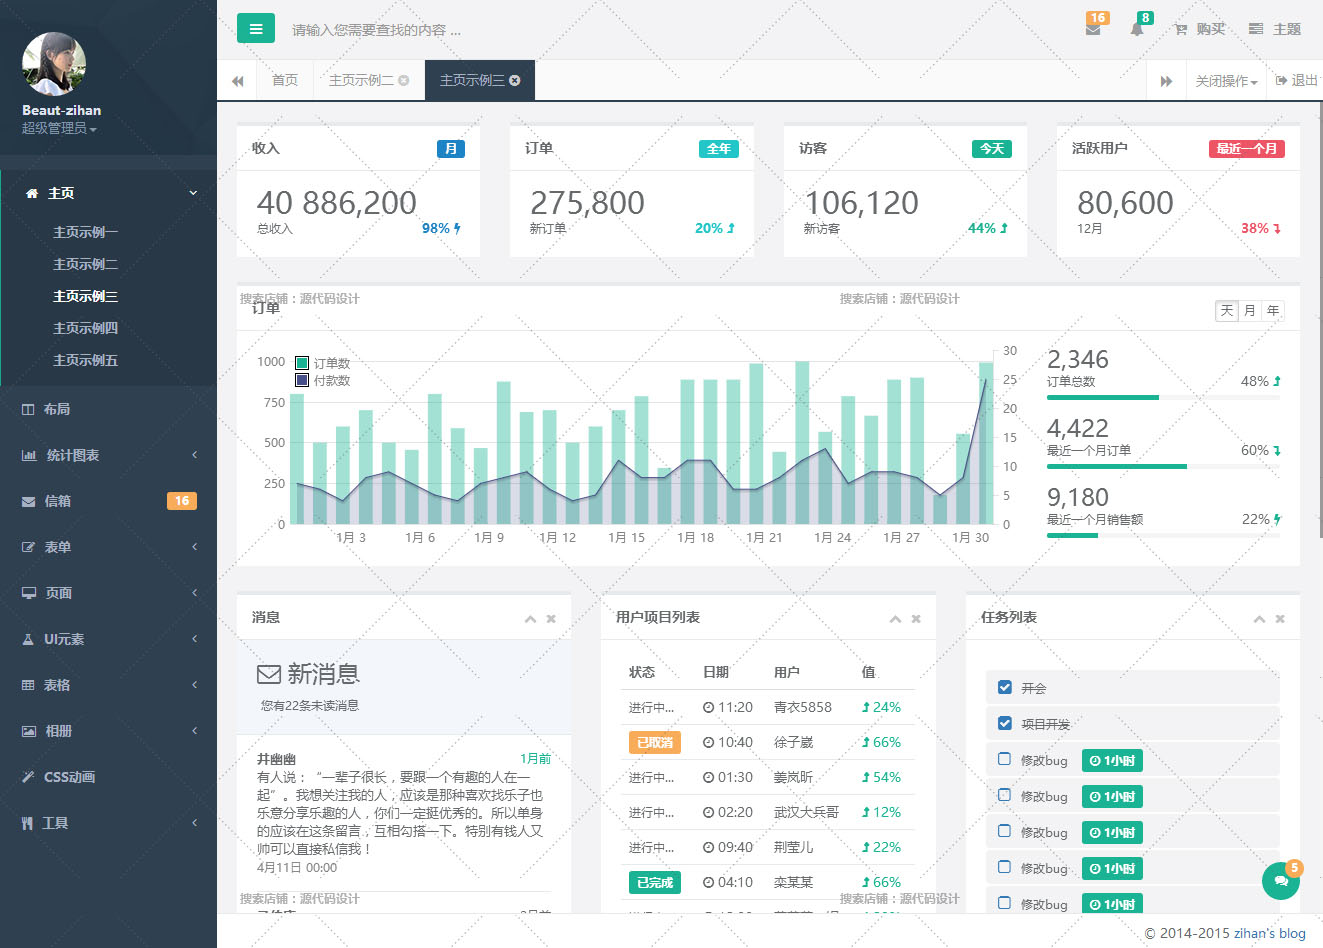 Beaut-zihan
超级管理员
主页
主页示例一
主页示例二
主页示例三
主页示例四
主页示例五
布局
统计图表
信箱 16
表单
页面
UI元素
表格
相册
CSS动画
工具
请输入您需要查找的内容 ...
16 8 购买 主题
首页 主页示例二 主页示例三 关闭操作 退出
收入 月
40 886,200
总收入 98%
订单 全年
275,800
新订单 20%
访客 今天
106,120
新访客 44%
活跃用户 最近一个月
80,600
12月 38%
搜索店铺：源代码设计 搜索店铺：源代码设计
订单 天 月 年
订单数
付款数
1000
750
500
250
0
30
25
20
15
10
5
0
1月 3 1月 6 1月 9 1月 12 1月 15 1月 18 1月 21 1月 24 1月 27 1月 30
2,346
订单总数 48%
4,422
最近一个月订单 60%
9,180
最近一个月销售额 22%
消息
新消息
您有22条未读消息
井幽幽 1月前
有人说：“一辈子很长，要跟一个有趣的人在一
起”。我想关注我的人，应该是那种喜欢找乐子也
乐意分享乐趣的人，你们一定挺优秀的。所以单身
的应该在这条留言，互相勾搭一下。特别有钱人又
帅可以直接私信我！
4月11日 00:00
搜索店铺：源代码设计 搜索店铺：源代码设计
用户项目列表
状态 日期 用户 值
进行中... 11:20 青衣5858 24%
已取消 10:40 徐子崴 66%
进行中... 01:30 姜岚昕 54%
进行中... 02:20 武汉大兵哥 12%
进行中... 09:40 荆莹儿 22%
已完成 04:10 栾某某 66%
任务列表
开会
项目开发
修改bug 1小时
修改bug 1小时
修改bug 1小时
修改bug 1小时
修改bug 1小时
5
© 2014-2015 zihan's blog